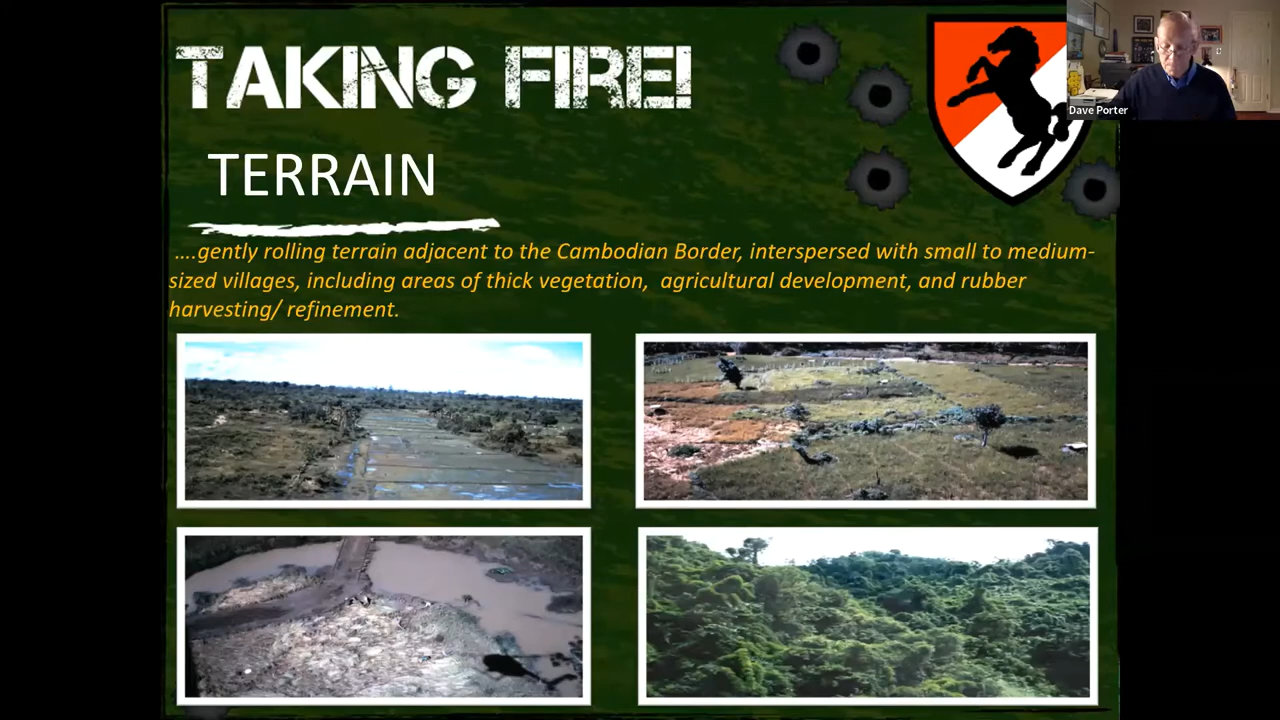 TAKING FIRE!
Dave Porter
TERRAIN
....gently rolling terrain adjacent to the Cambodian Border, interspersed with small to medium-
sized villages, including areas of thick vegetation, agricultural development, and rubber
harvesting/ refinement.